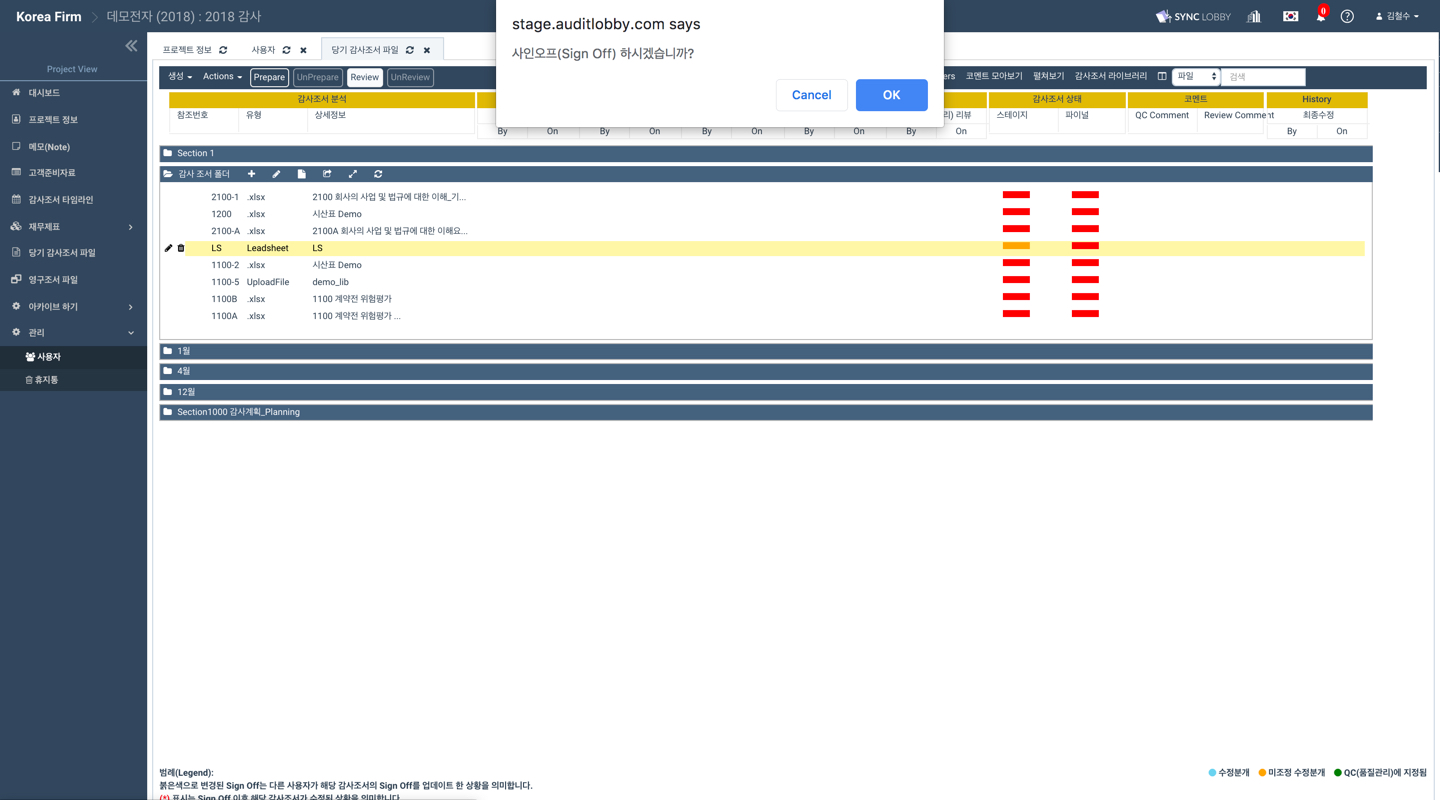 Korea Firm
데모전자 (2018) : 2018 감사
stage.auditlobby.com says
사인오프(Sign Off) 하시겠습니까?
Cancel
OK
SYNC LOBBY
0
김철수
Project View
대시보드
프로젝트 정보
메모(Note)
고객준비자료
감사조서 타임라인
재무제표
당기 감사조서 파일
영구조서 파일
아카이브 하기
관리
사용자
휴지통
프로젝트 정보
사용자
당기 감사조서 파일
생성
Actions
Prepare
UnPrepare
Review
UnReview
ers
코멘트 모아보기
펼쳐보기
감사조서 라이브러리
파일
검색
감사조서 분석
감사조서 상태
코멘트
History
참조번호
유형
상세정보
리) 리뷰
스테이지
파이널
QC Comment
Review Comment
최종수정
By On By On By On By On By On
By On
Section 1
감사 조서 폴더
2100-1 .xlsx 2100 회사의 사업 및 법규에 대한 이해_기...
1200 .xlsx 시산표 Demo
2100-A .xlsx 2100A 회사의 사업 및 법규에 대한 이해요...
LS Leadsheet LS
1100-2 .xlsx 시산표 Demo
1100-5 UploadFile demo_lib
1100B .xlsx 1100 계약전 위험평가
1100A .xlsx 1100 계약전 위험평가 ...
1월
4월
12월
Section1000 감사계획_Planning
범례(Legend):
수정분개
미조정 수정분개
QC(품질관리)에 지정됨
붉은색으로 변경된 Sign Off는 다른 사용자가 해당 감사조서의 Sign Off를 업데이트 한 상황을 의미합니다.
(*) 표시는 Sign Off 이후 해당 감사조서가 수정된 상황을 의미합니다.